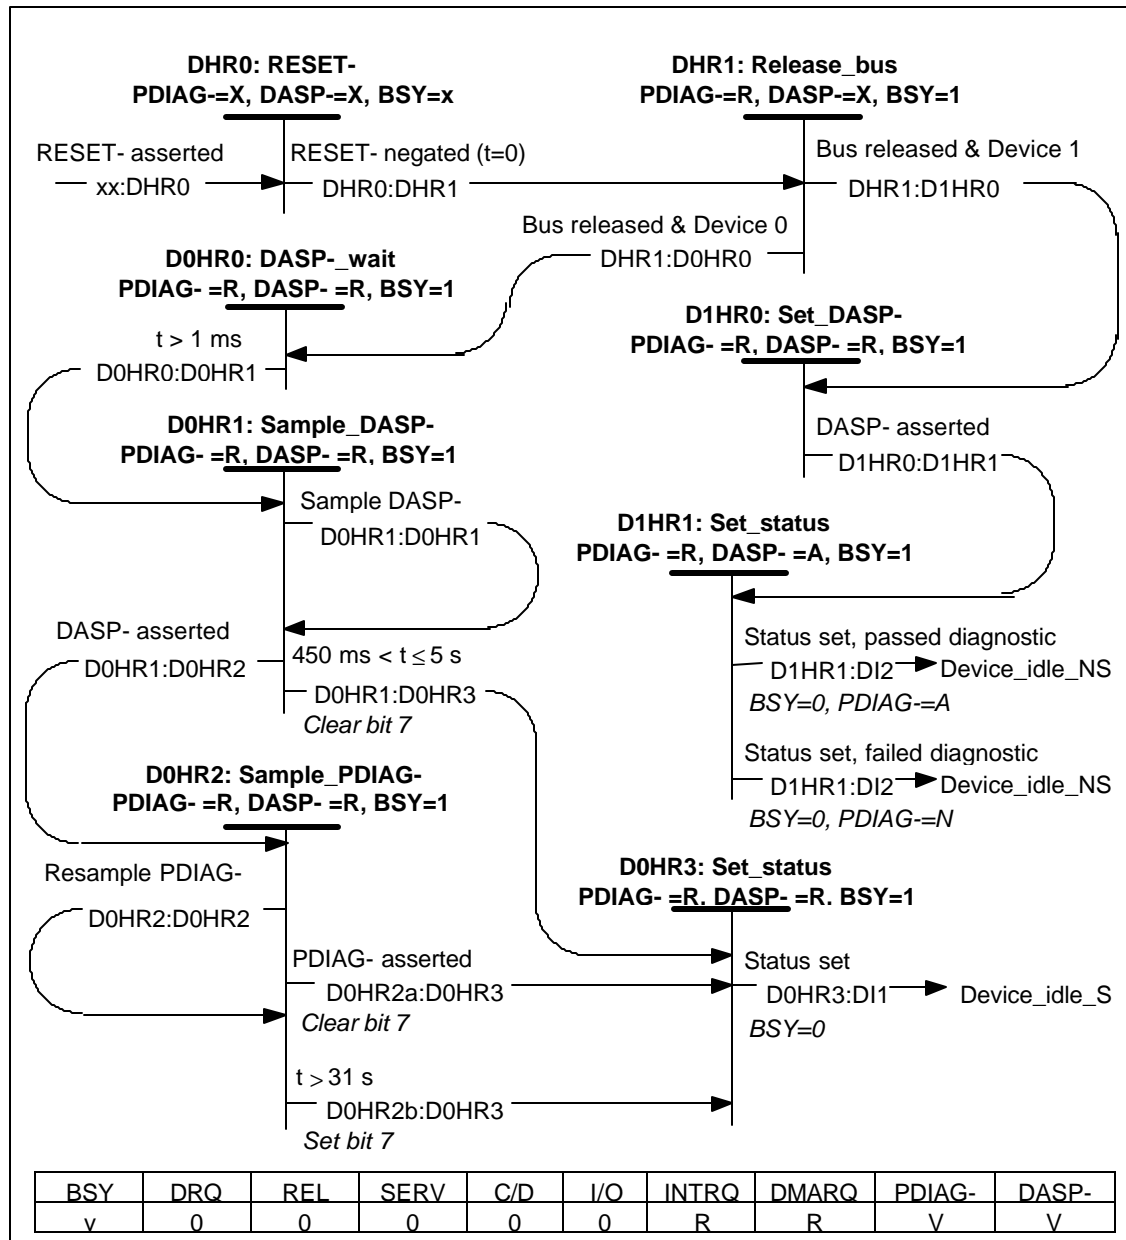 DHR0: RESET-
PDIAG-=X, DASP-=X, BSY=x
DHR1: Release_bus
PDIAG-=R, DASP-=X, BSY=1
RESET- asserted
xx:DHR0
RESET- negated (t=0)
DHR0:DHR1
Bus released & Device 1
DHR1:D1HR0
Bus released & Device 0
DHR1:D0HR0
D0HR0: DASP-_wait
PDIAG- =R, DASP- =R, BSY=1
t > 1 ms
D0HR0:D0HR1
D1HR0: Set_DASP-
PDIAG- =R, DASP- =R, BSY=1
D0HR1: Sample_DASP-
PDIAG- =R, DASP- =R, BSY=1
DASP- asserted
D1HR0:D1HR1
Sample DASP-
D0HR1:D0HR1
D1HR1: Set_status
PDIAG- =R, DASP- =A, BSY=1
DASP- asserted
D0HR1:D0HR2
450 ms < t ≤ 5 s
D0HR1:D0HR3
Clear bit 7
Status set, passed diagnostic
D1HR1:DI2 Device_idle_NS
BSY=0, PDIAG-=A
Status set, failed diagnostic
D1HR1:DI2 Device_idle_NS
BSY=0, PDIAG-=N
D0HR2: Sample_PDIAG-
PDIAG- =R, DASP- =R, BSY=1
Resample PDIAG-
D0HR2:D0HR2
D0HR3: Set_status
PDIAG- =R, DASP- =R, BSY=1
PDIAG- asserted
D0HR2a:D0HR3
Clear bit 7
Status set
D0HR3:DI1 Device_idle_S
BSY=0
t > 31 s
D0HR2b:D0HR3
Set bit 7
BSY DRQ REL SERV C/D I/O INTRQ DMARQ PDIAG- DASP-
v 0 0 0 0 0 R R V V